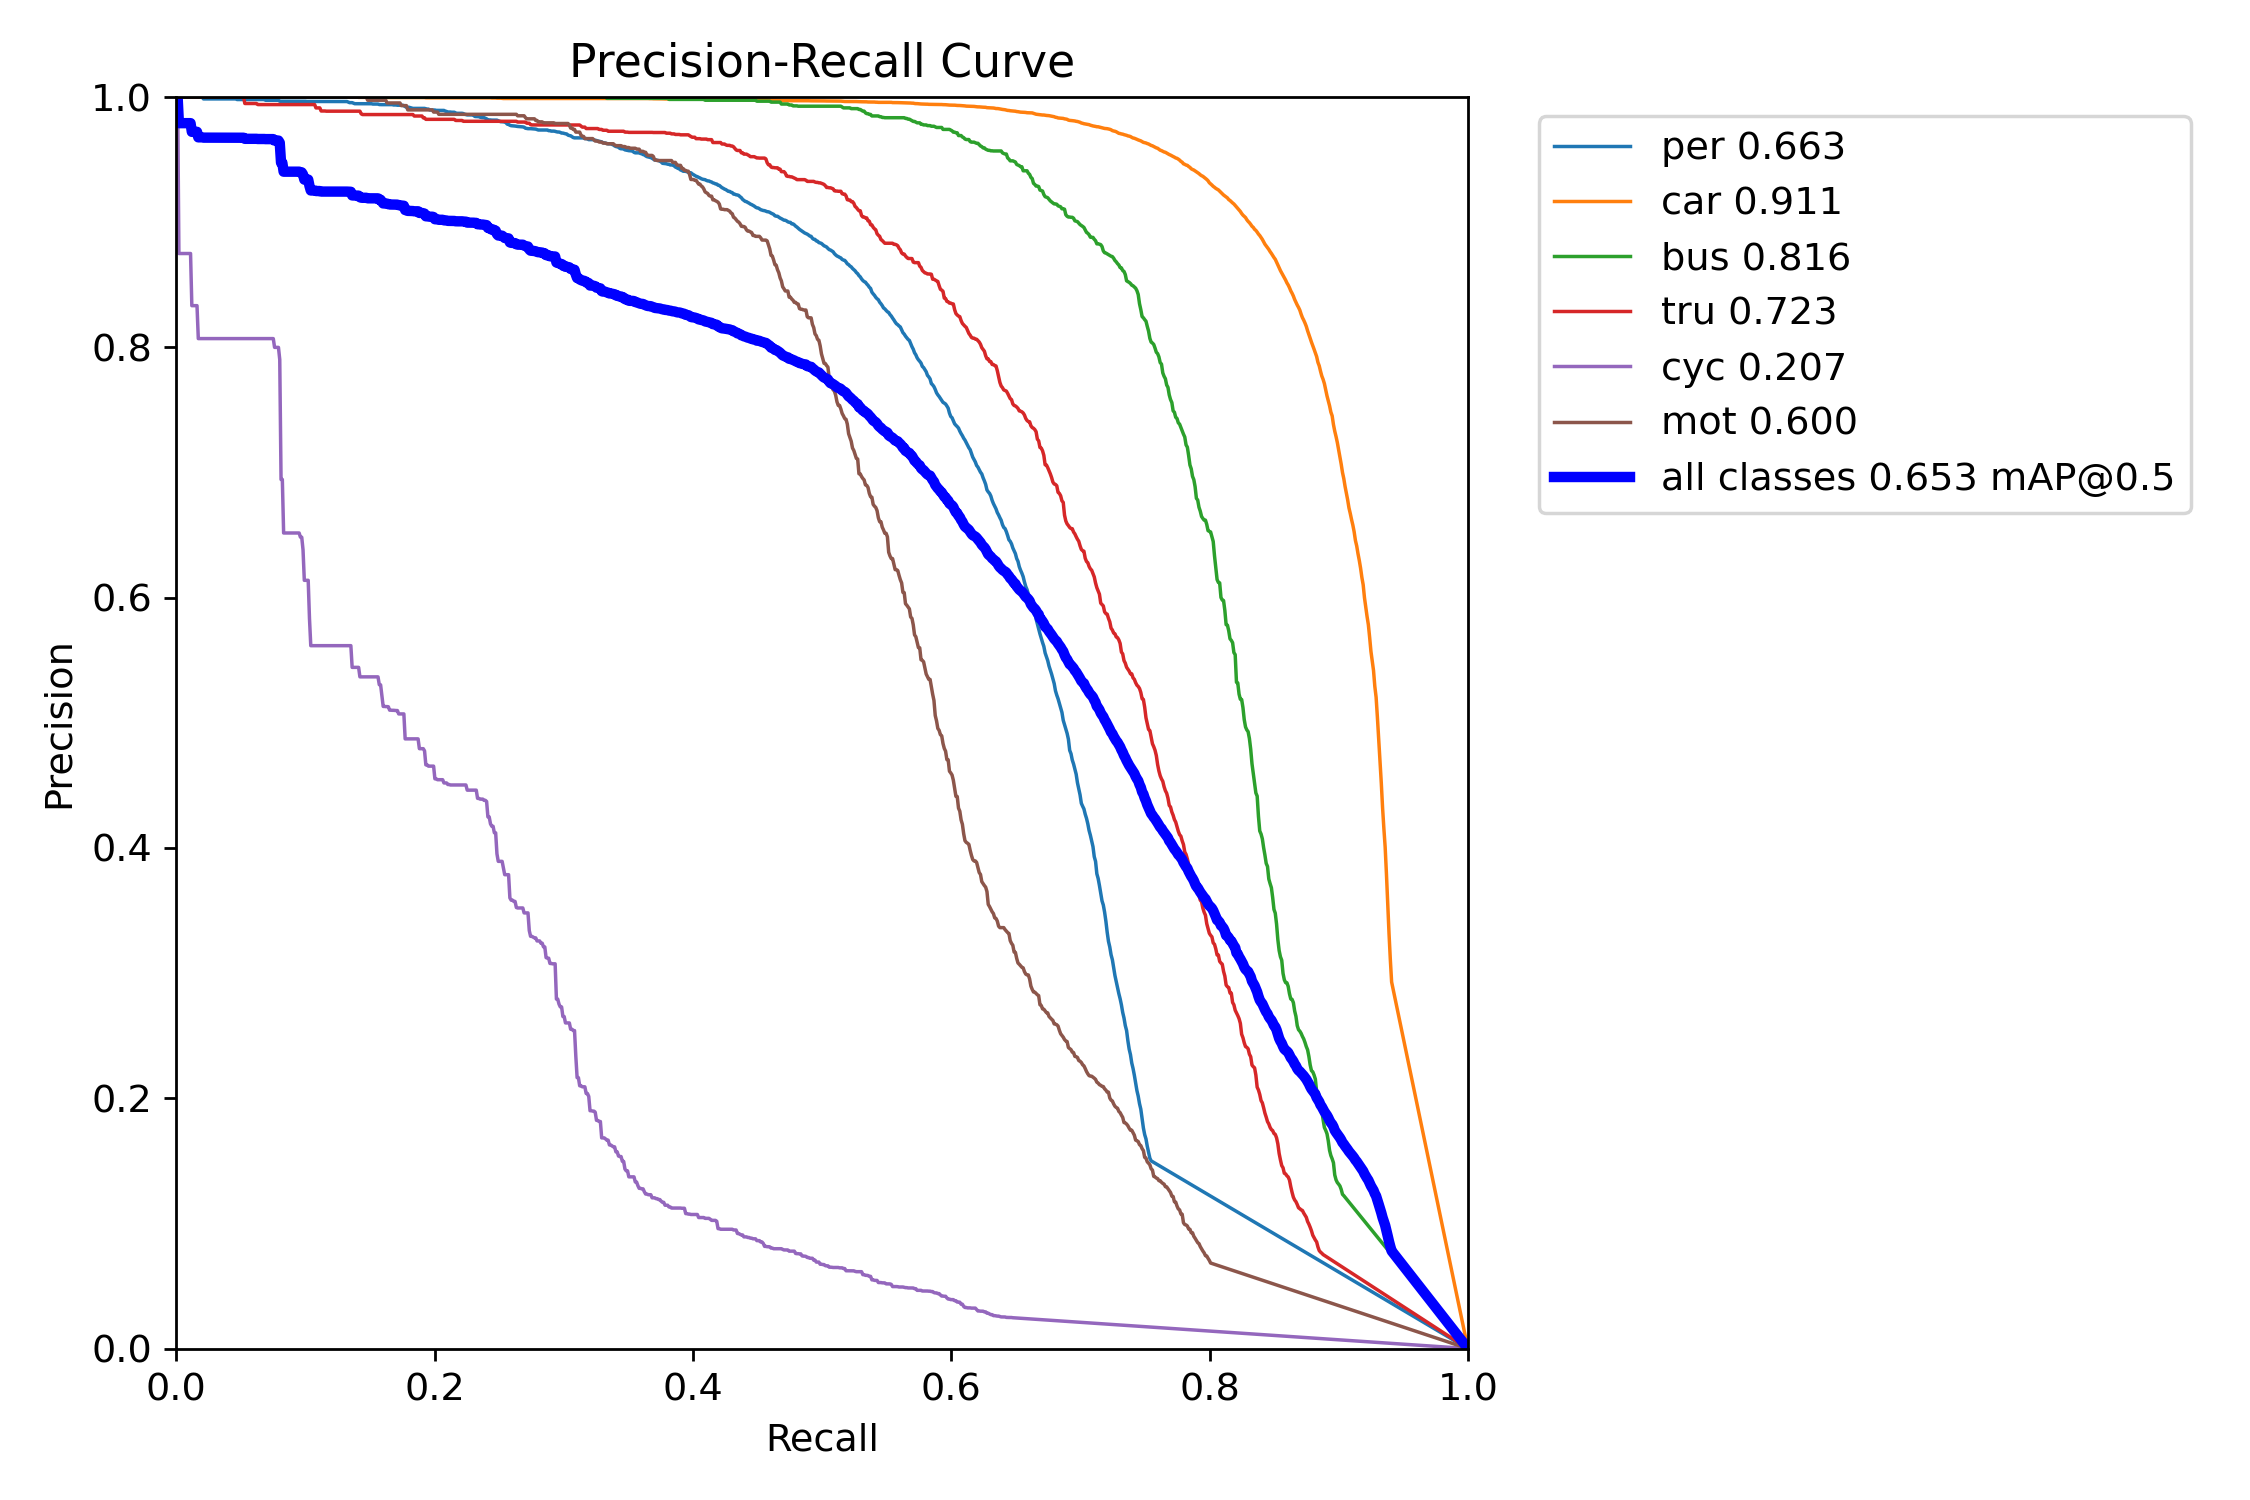 Precision-Recall Curve
1.0
0.8
0.6
0.4
0.2
0.0
Precision
0.0 0.2 0.4 0.6 0.8 1.0
Recall
per 0.663
car 0.911
bus 0.816
tru 0.723
cyc 0.207
mot 0.600
all classes 0.653 mAP@0.5